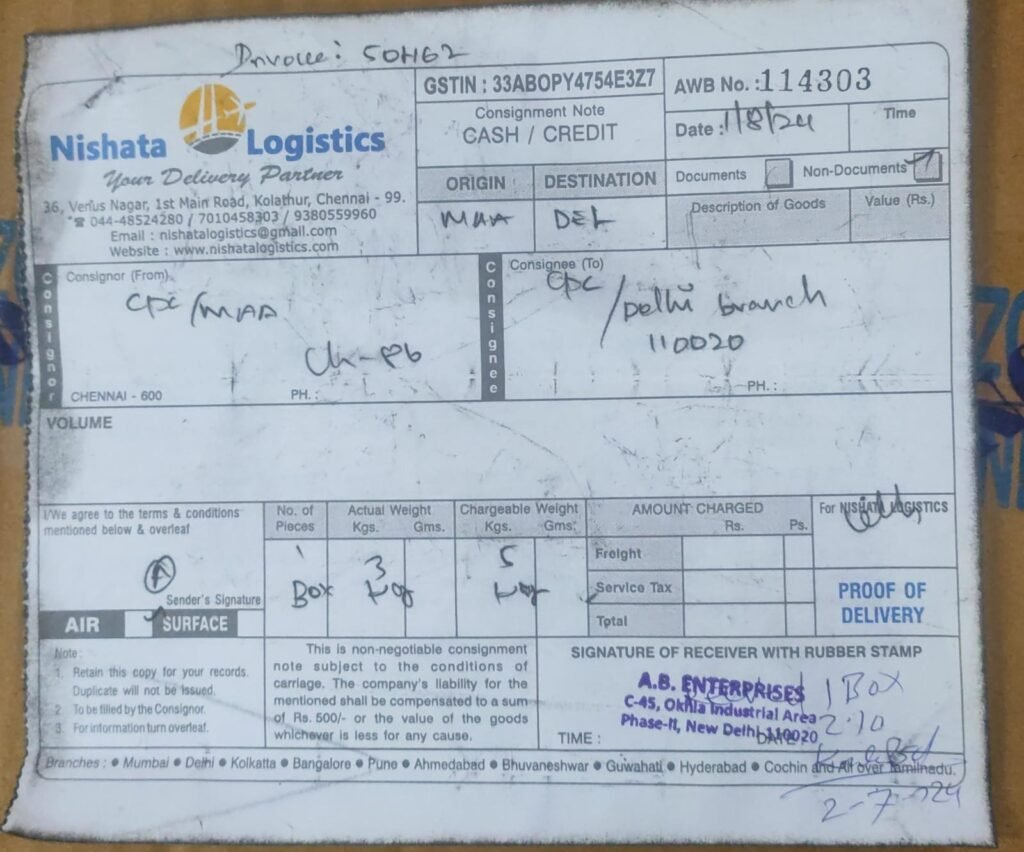 Invoice: 50H62
GSTIN : 33ABOPY4754E3Z7
AWB No.:114303
Nishata Logistics
Your Delivery Partner
36, Venus Nagar, 1st Main Road, Kolathur, Chennai - 99.
☎ 044-48524280 / 7010458303 / 9380559960
Email : nishatalogistics@gmail.com
Website : www.nishatalogistics.com
Consignment Note
CASH / CREDIT
Date : 1/8/24
Time
ORIGIN
DESTINATION
MAA
DEL
Documents
Non-Documents
Description of Goods
Value (Rs.)
Consignor
Consignor (From)
CPC/MAA
Ch-86
CHENNAI - 600
PH. :
Consignee
Consignee (To)
CPC/Delhi branch
110020
PH. :
VOLUME
I/We agree to the terms & conditions
mentioned below & overleaf
Sender's Signature
AIR
SURFACE
No. of
Pieces
Actual Weight
Kgs. Gms.
Chargeable Weight
Kgs. Gms.
1
Box
3
Kg
5
Kg
AMOUNT CHARGED
Rs. Ps.
Freight
Service Tax
Total
For NISHATA LOGISTICS
PROOF OF
DELIVERY
Note :
1. Retain this copy for your records.
Duplicate will not be issued.
2. To be filled by the Consignor.
3. For information turn overleaf.
This is non-negotiable consignment
note subject to the conditions of
carriage. The company's liability for the
mentioned shall be compensated to a sum
of Rs. 500/- or the value of the goods
whichever is less for any cause.
SIGNATURE OF RECEIVER WITH RUBBER STAMP
A.B. ENTERPRISES
C-45, Okhla Industrial Area
Phase-II, New Delhi-110020
1 Box
2.10
TIME :
DATE
Branches : ● Mumbai ● Delhi ● Kolkatta ● Bangalore ● Pune ● Ahmedabad ● Bhuvaneshwar ● Guwahati ● Hyderabad ● Cochin and All over Tamilnadu.
2-7-24